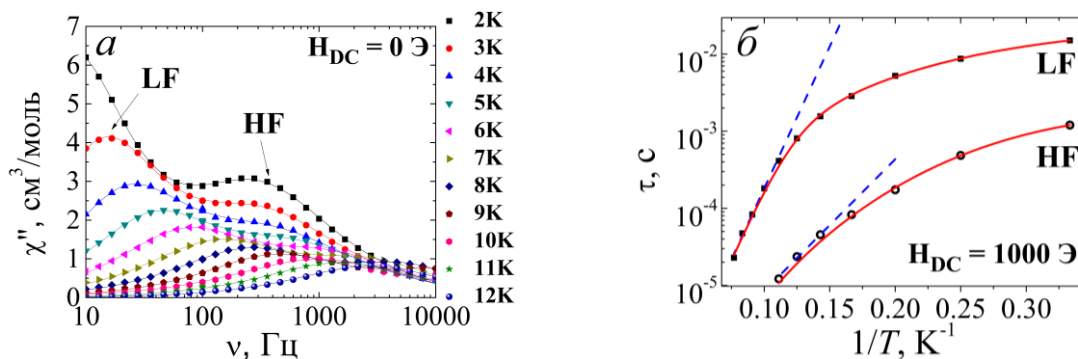 а
H_DC = 0 Э
LF
HF
χ'', см³/моль
7
6
5
4
3
2
1
0
10
100
1000
10000
ν, Гц
2K
3K
4K
5K
6K
7K
8K
9K
10K
11K
12K
б
LF
HF
H_DC = 1000 Э
τ, с
10⁻²
10⁻³
10⁻⁴
10⁻⁵
0.10
0.15
0.20
0.25
0.30
1/T, K⁻¹